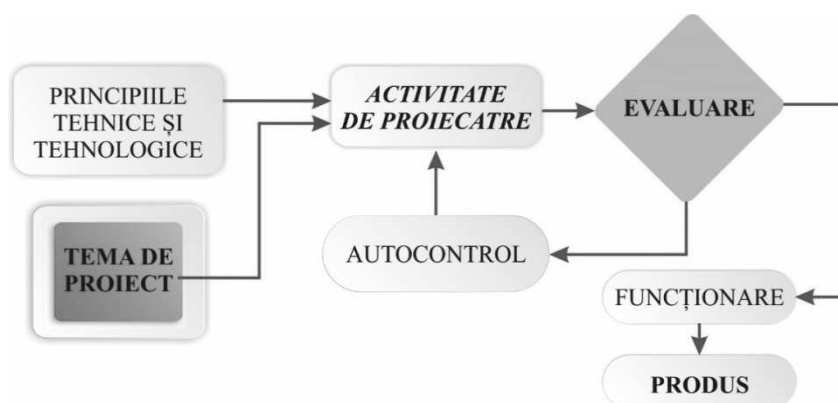 PRINCIPIILE
TEHNICE ȘI
TEHNOLOGICE
ACTIVITATE
DE PROIECATRE
EVALUARE
TEMA DE
PROIECT
AUTOCONTROL
FUNCȚIONARE
PRODUS